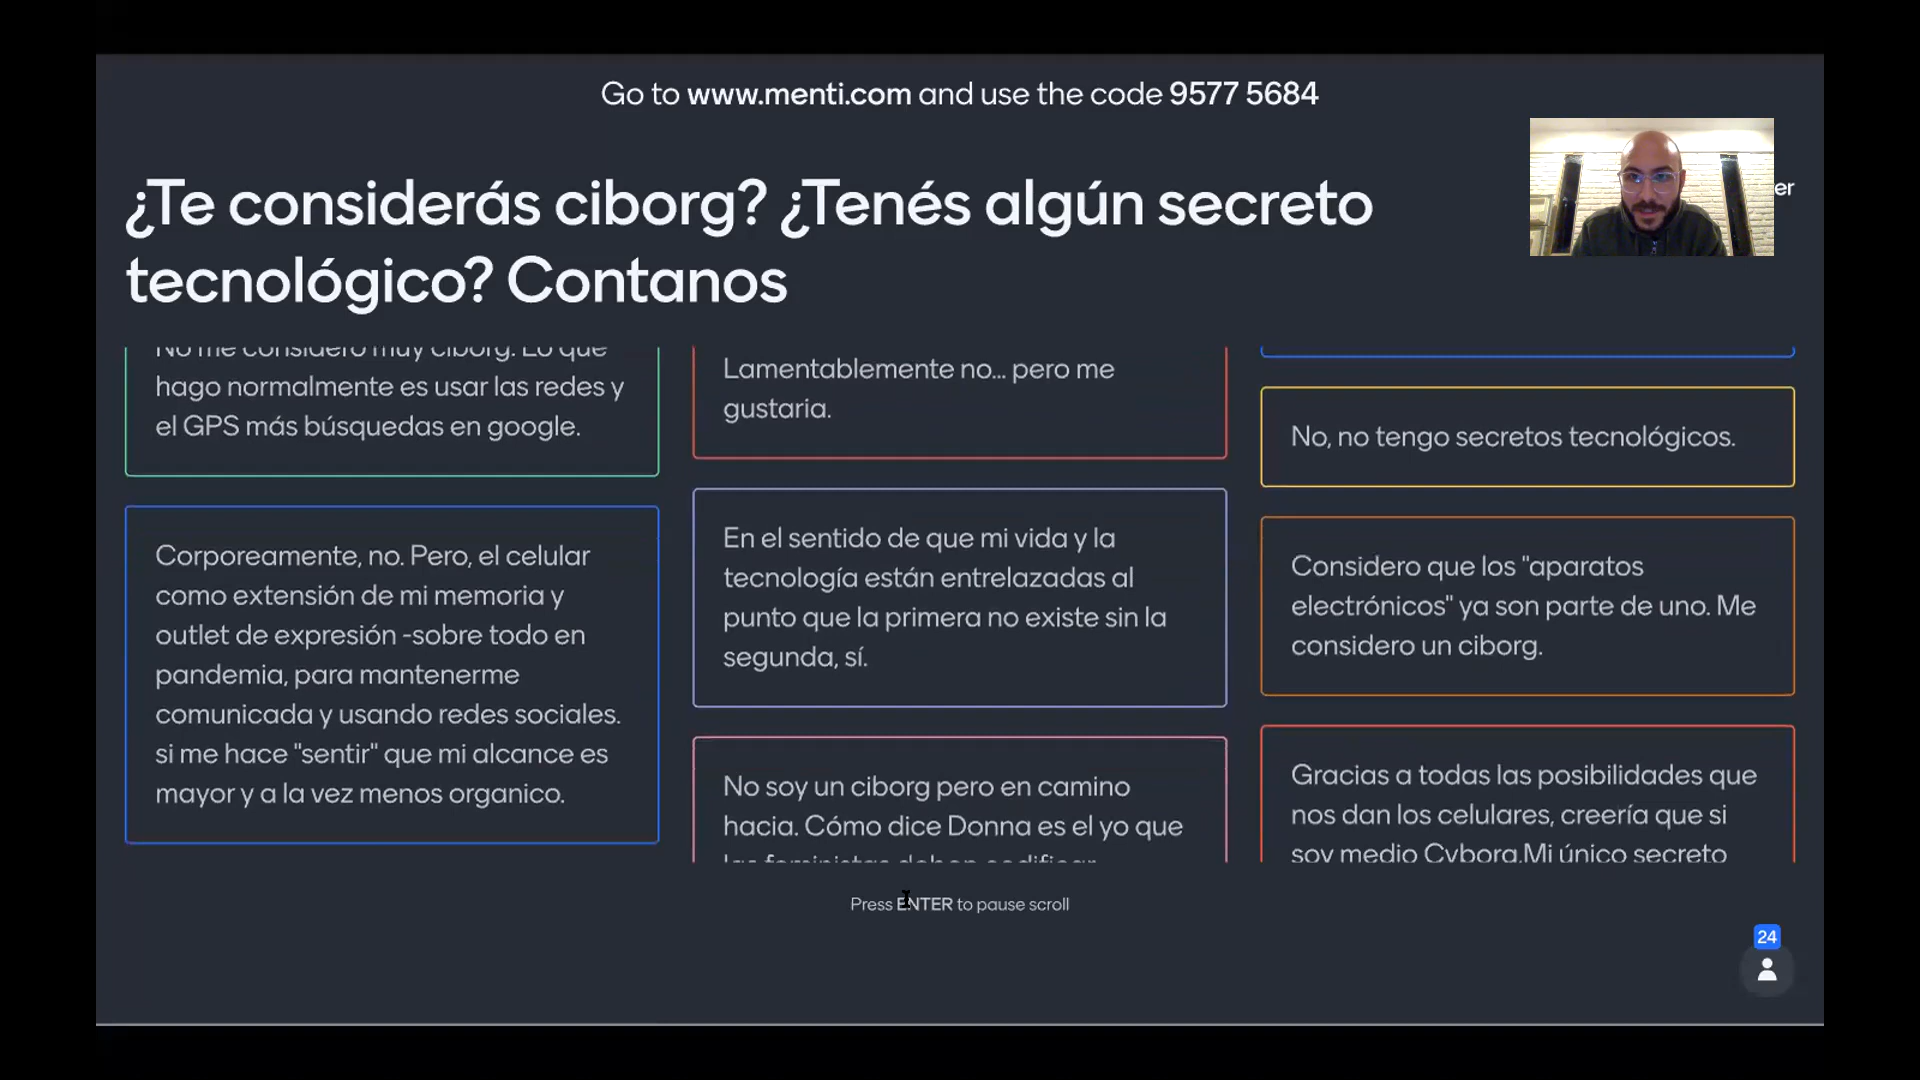 Go to www.menti.com and use the code 9577 5684
¿Te considerás ciborg? ¿Tenés algún secreto
tecnológico? Contanos
er
No me considero muy ciborg. Lo que
hago normalmente es usar las redes y
el GPS más búsquedas en google.
Corporeamente, no. Pero, el celular
como extensión de mi memoria y
outlet de expresión -sobre todo en
pandemia, para mantenerme
comunicada y usando redes sociales.
si me hace "sentir" que mi alcance es
mayor y a la vez menos organico.
Lamentablemente no... pero me
gustaria.
En el sentido de que mi vida y la
tecnología están entrelazadas al
punto que la primera no existe sin la
segunda, sí.
No soy un ciborg pero en camino
hacia. Cómo dice Donna es el yo que
las feministas deben codificar
No, no tengo secretos tecnológicos.
Considero que los "aparatos
electrónicos" ya son parte de uno. Me
considero un ciborg.
Gracias a todas las posibilidades que
nos dan los celulares, creería que si
soy medio Cyborg.Mi único secreto
Press ENTER to pause scroll
24